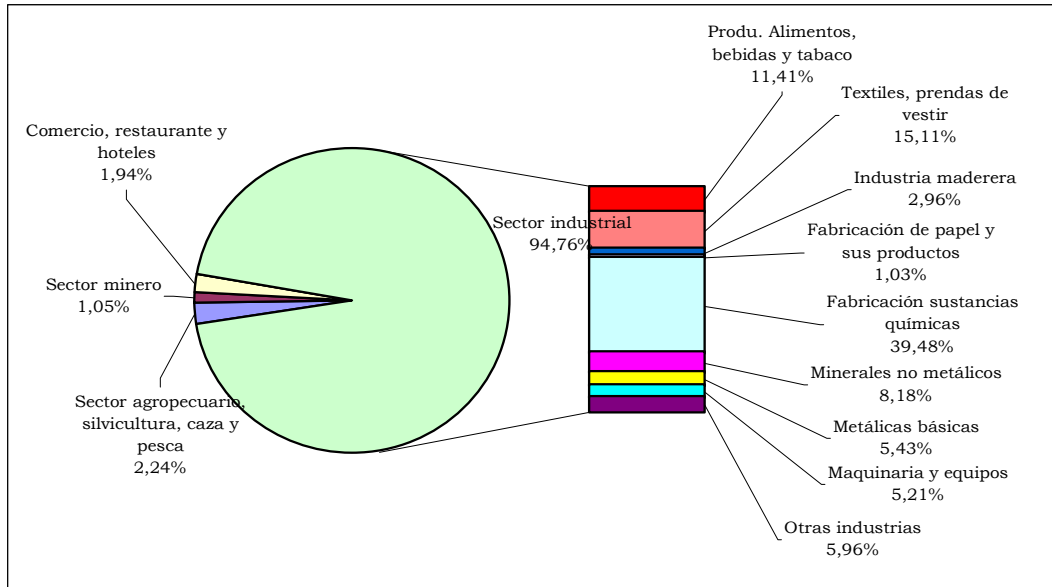 Produ. Alimentos,
bebidas y tabaco
11,41%
Textiles, prendas de
vestir
15,11%
Comercio, restaurante y
hoteles
1,94%
Industria maderera
2,96%
Sector industrial
94,76%
Fabricación de papel y
sus productos
1,03%
Sector minero
1,05%
Fabricación sustancias
químicas
39,48%
Minerales no metálicos
8,18%
Sector agropecuario,
silvicultura, caza y
pesca
2,24%
Metálicas básicas
5,43%
Maquinaria y equipos
5,21%
Otras industrias
5,96%